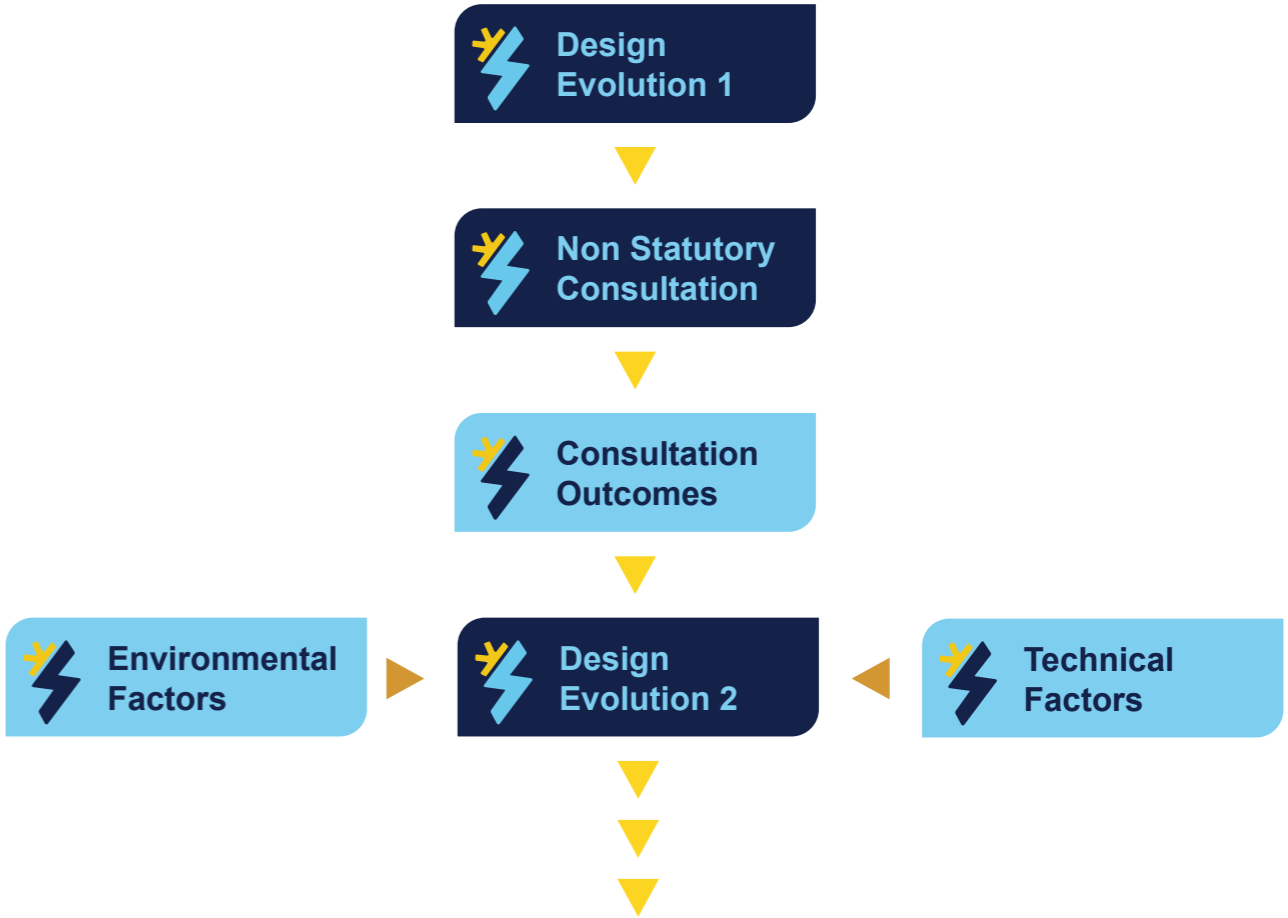 Design
Evolution 1
Non Statutory
Consultation
Consultation
Outcomes
Environmental
Factors
Design
Evolution 2
Technical
Factors